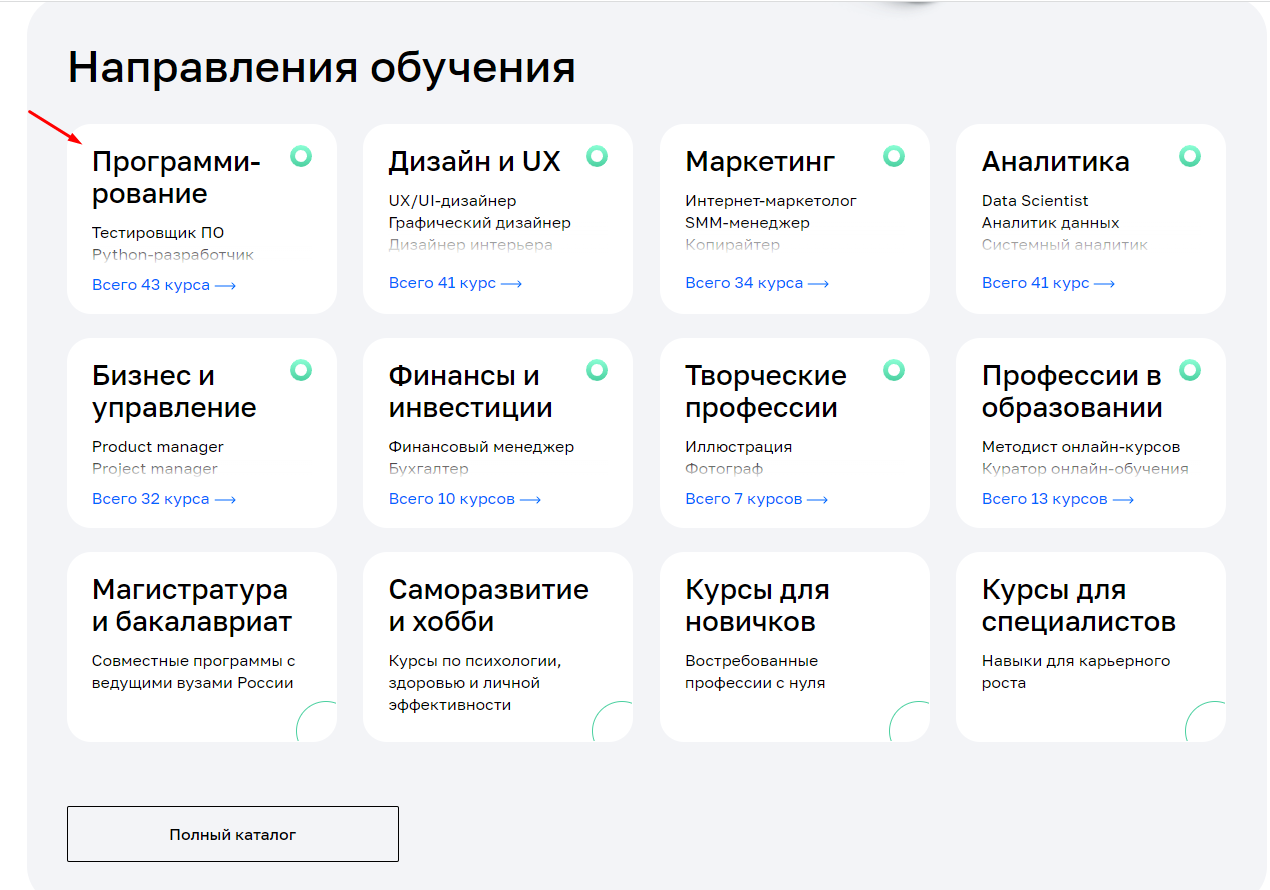 Направления обучения
Программи-
рование
Тестировщик ПО
Python-разработчик
Всего 43 курса →
Дизайн и UX
UX/UI-дизайнер
Графический дизайнер
Дизайнер интерьера
Всего 41 курс →
Маркетинг
Интернет-маркетолог
SMM-менеджер
Копирайтер
Всего 34 курса →
Аналитика
Data Scientist
Аналитик данных
Системный аналитик
Всего 41 курс →
Бизнес и
управление
Product manager
Project manager
Всего 32 курса →
Финансы и
инвестиции
Финансовый менеджер
Бухгалтер
Всего 10 курсов →
Творческие
профессии
Иллюстрация
Фотограф
Всего 7 курсов →
Профессии в
образовании
Методист онлайн-курсов
Куратор онлайн-обучения
Всего 13 курсов →
Магистратура
и бакалавриат
Совместные программы с
ведущими вузами России
Саморазвитие
и хобби
Курсы по психологии,
здоровью и личной
эффективности
Курсы для
новичков
Востребованные
профессии с нуля
Курсы для
специалистов
Навыки для карьерного
роста
Полный каталог